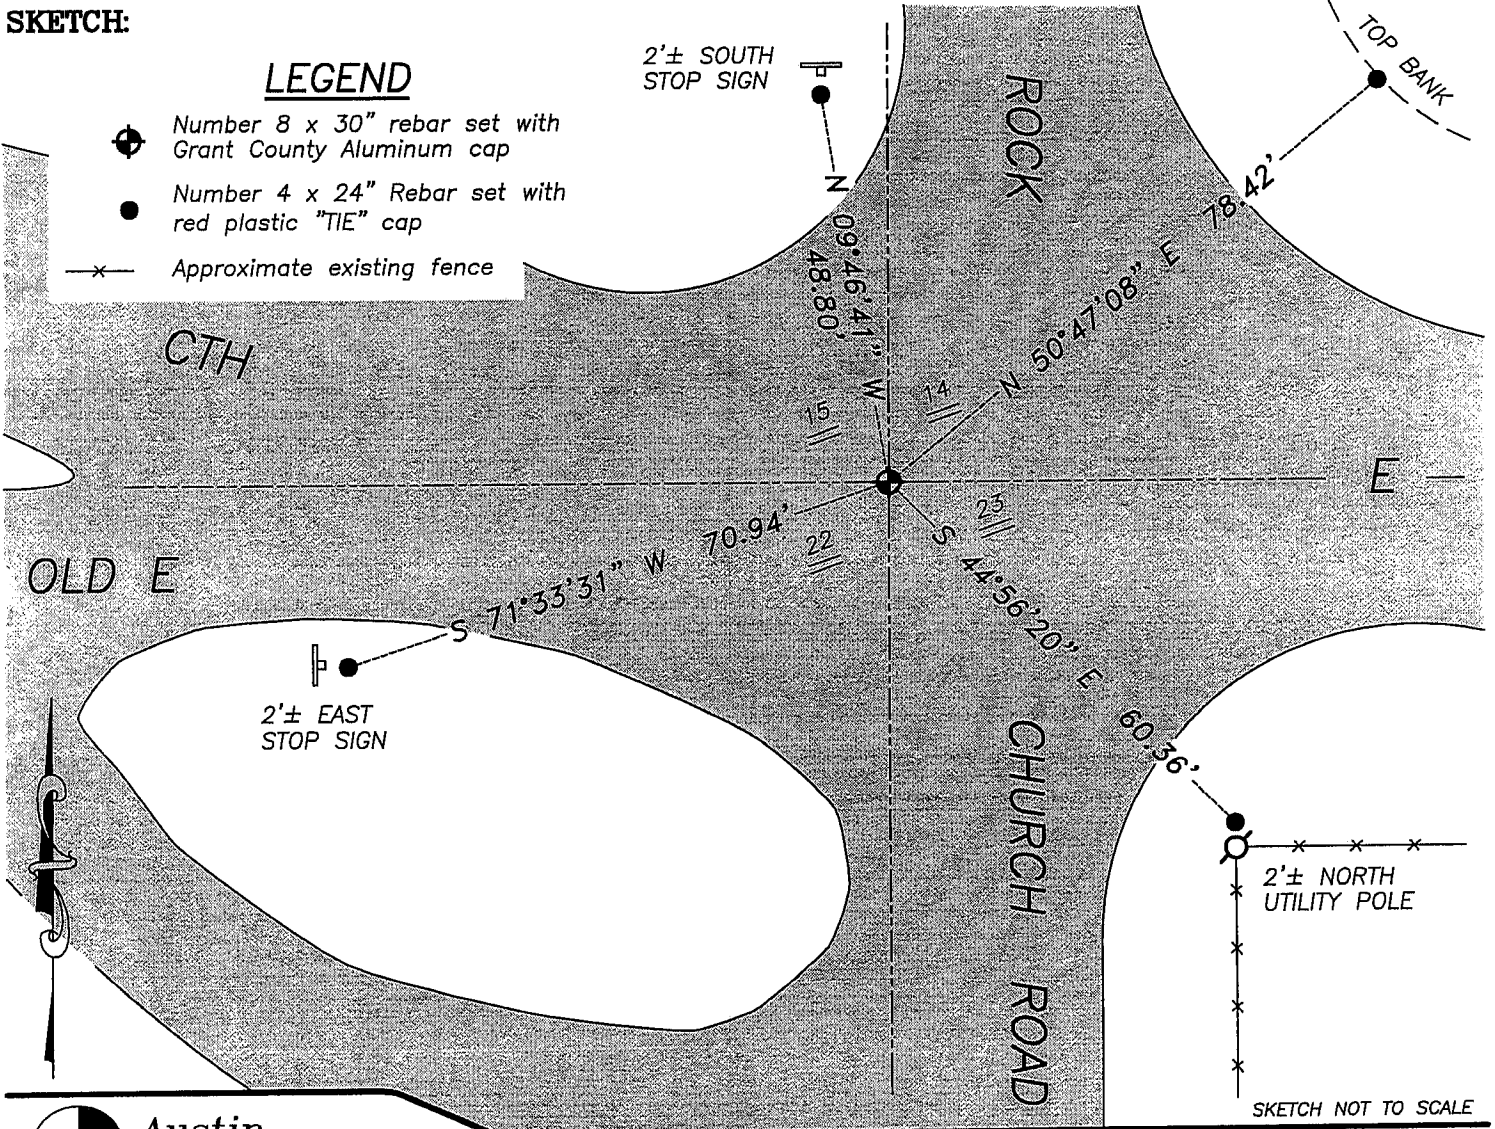 SKETCH:
LEGEND
Number 8 x 30" rebar set with
Grant County Aluminum cap
Number 4 x 24" Rebar set with
red plastic "TIE" cap
Approximate existing fence
2'± SOUTH
STOP SIGN
TOP BANK
ROCK CHURCH ROAD
N 09°46'41" W
48.80'
N 50°47'08" E 78.42'
CTH E
15
14
22
23
OLD E
S 71°33'31" W 70.94'
S 44°56'20" E 60.36'
2'± EAST
STOP SIGN
2'± NORTH
UTILITY POLE
SKETCH NOT TO SCALE
Austin